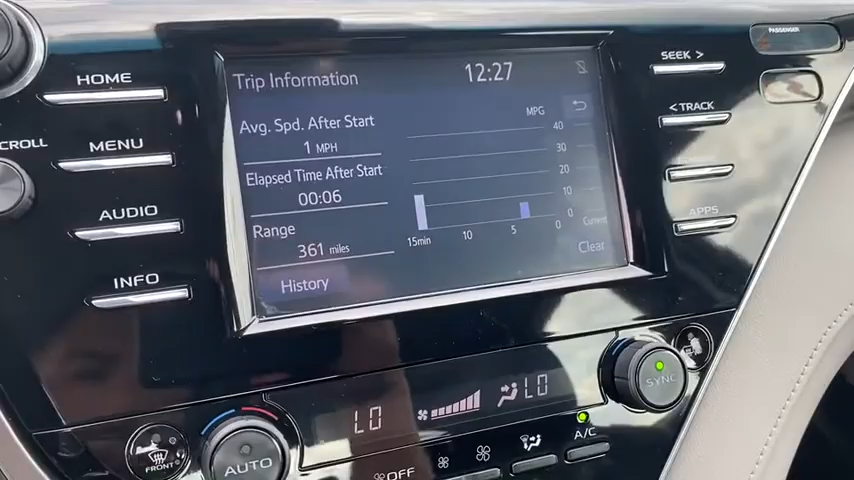 PASSENGER
HOME
SEEK >
Trip Information
12:27
< TRACK
Avg. Spd. After Start
MPG
SCROLL
MENU
1 MPH
40
Elapsed Time After Start
30
00:06
20
AUDIO
Range
10
APPS
361 miles
0
Current
15min
10
5
0
Clear
INFO
History
SYNC
LO
LO
FRONT
AUTO
OFF
A/C